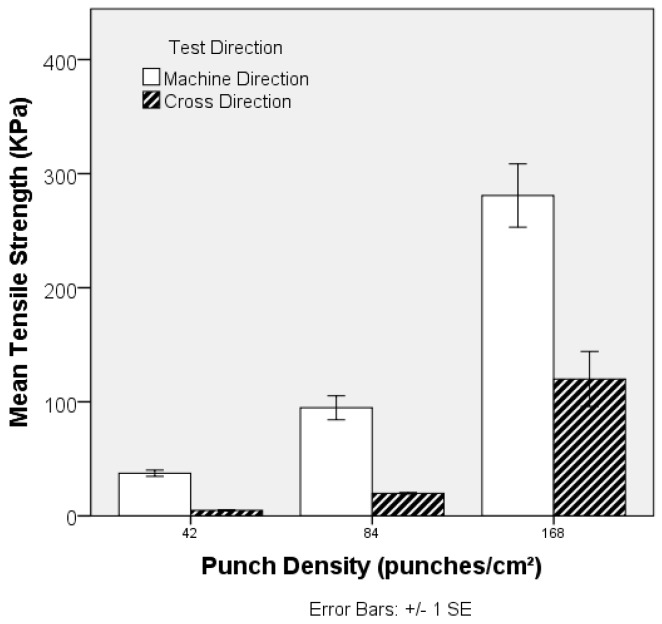 Mean Tensile Strength (KPa)
400
300
200
100
0
Test Direction
Machine Direction
Cross Direction
42
84
168
Punch Density (punches/cm²)
Error Bars: +/- 1 SE